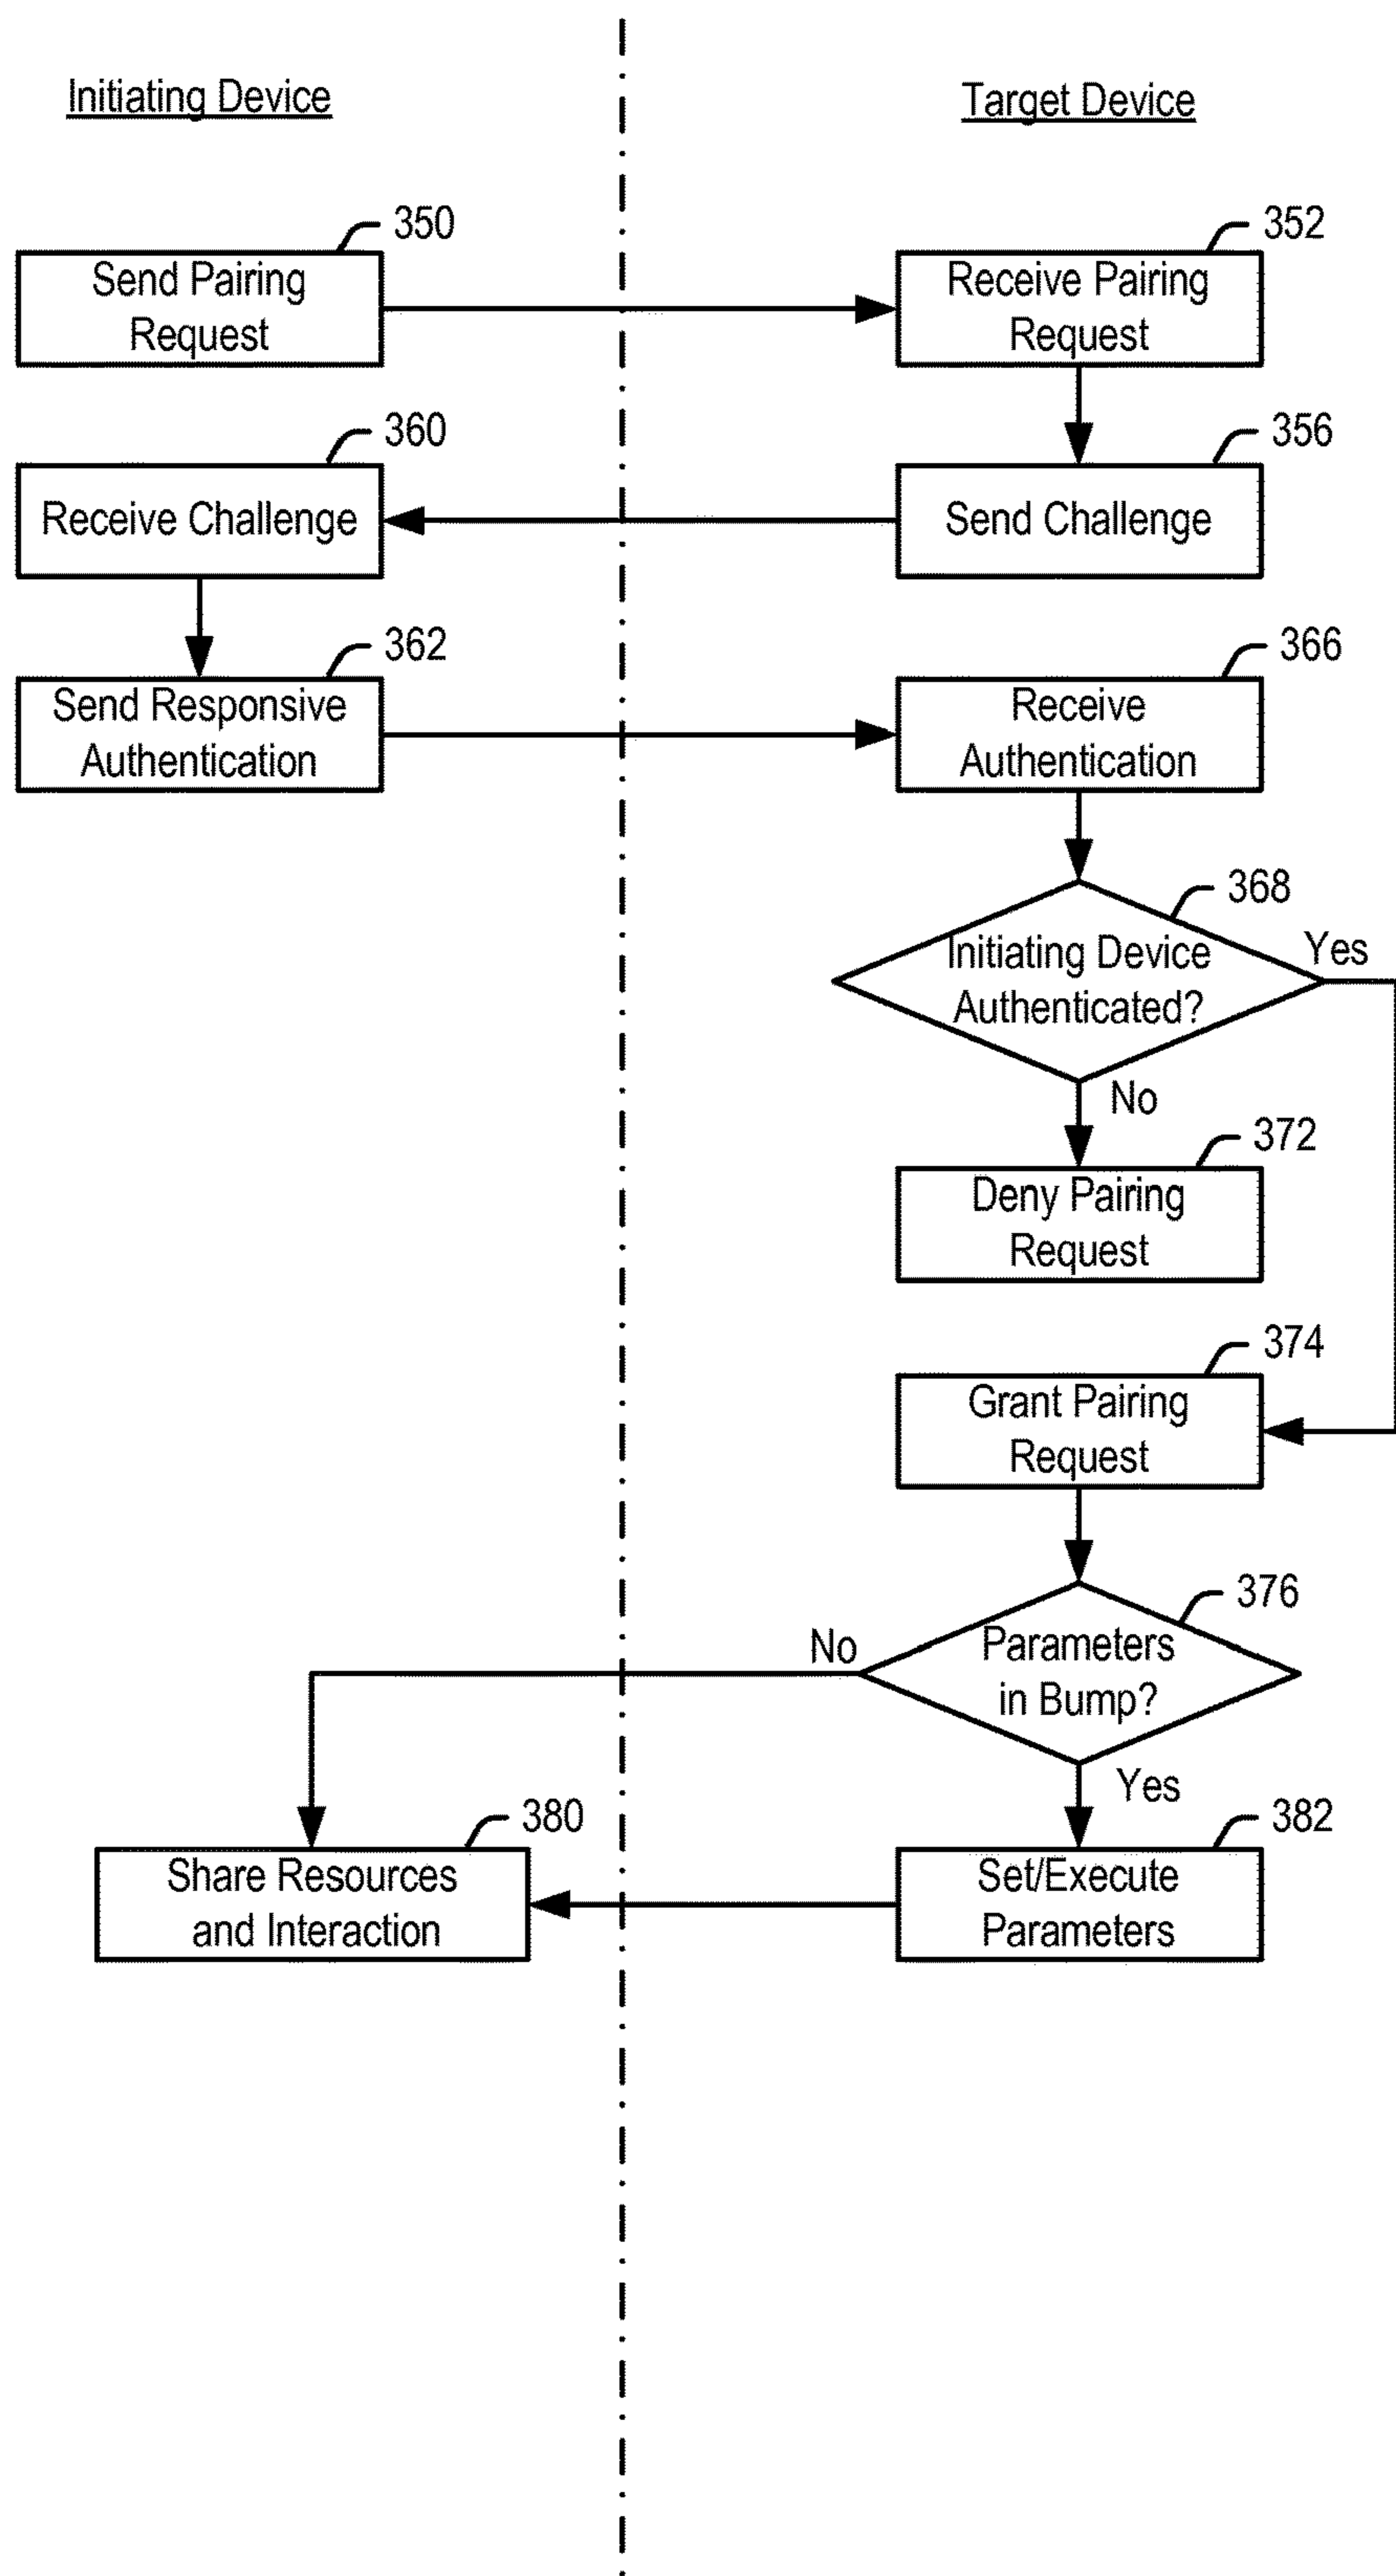 Initiating Device
Target Device
350
352
Send Pairing
Request
Receive Pairing
Request
360
356
Receive Challenge
Send Challenge
362
366
Send Responsive
Authentication
Receive
Authentication
368
Initiating Device
Authenticated?
Yes
No
372
Deny Pairing
Request
374
Grant Pairing
Request
376
Parameters
in Bump?
No
Yes
380
382
Share Resources
and Interaction
Set/Execute
Parameters